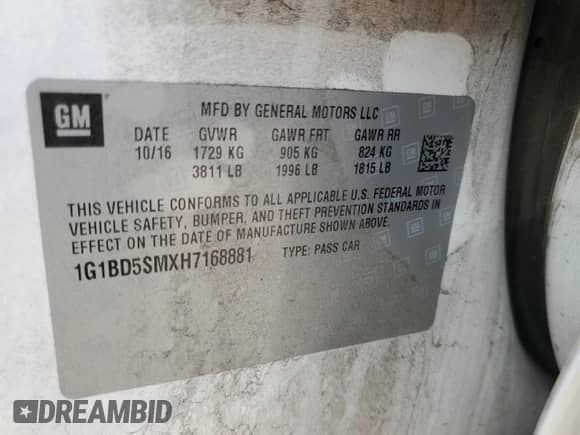 GM
MFD BY GENERAL MOTORS LLC
DATE GVWR GAWR FRT GAWR RR
10/16 1729 KG 905 KG 824 KG
3811 LB 1996 LB 1815 LB
THIS VEHICLE CONFORMS TO ALL APPLICABLE U.S. FEDERAL MOTOR
VEHICLE SAFETY, BUMPER, AND THEFT PREVENTION STANDARDS IN
EFFECT ON THE DATE OF MANUFACTURE SHOWN ABOVE.
1G1BD5SMXH7168881 TYPE: PASS CAR
DREAMBID